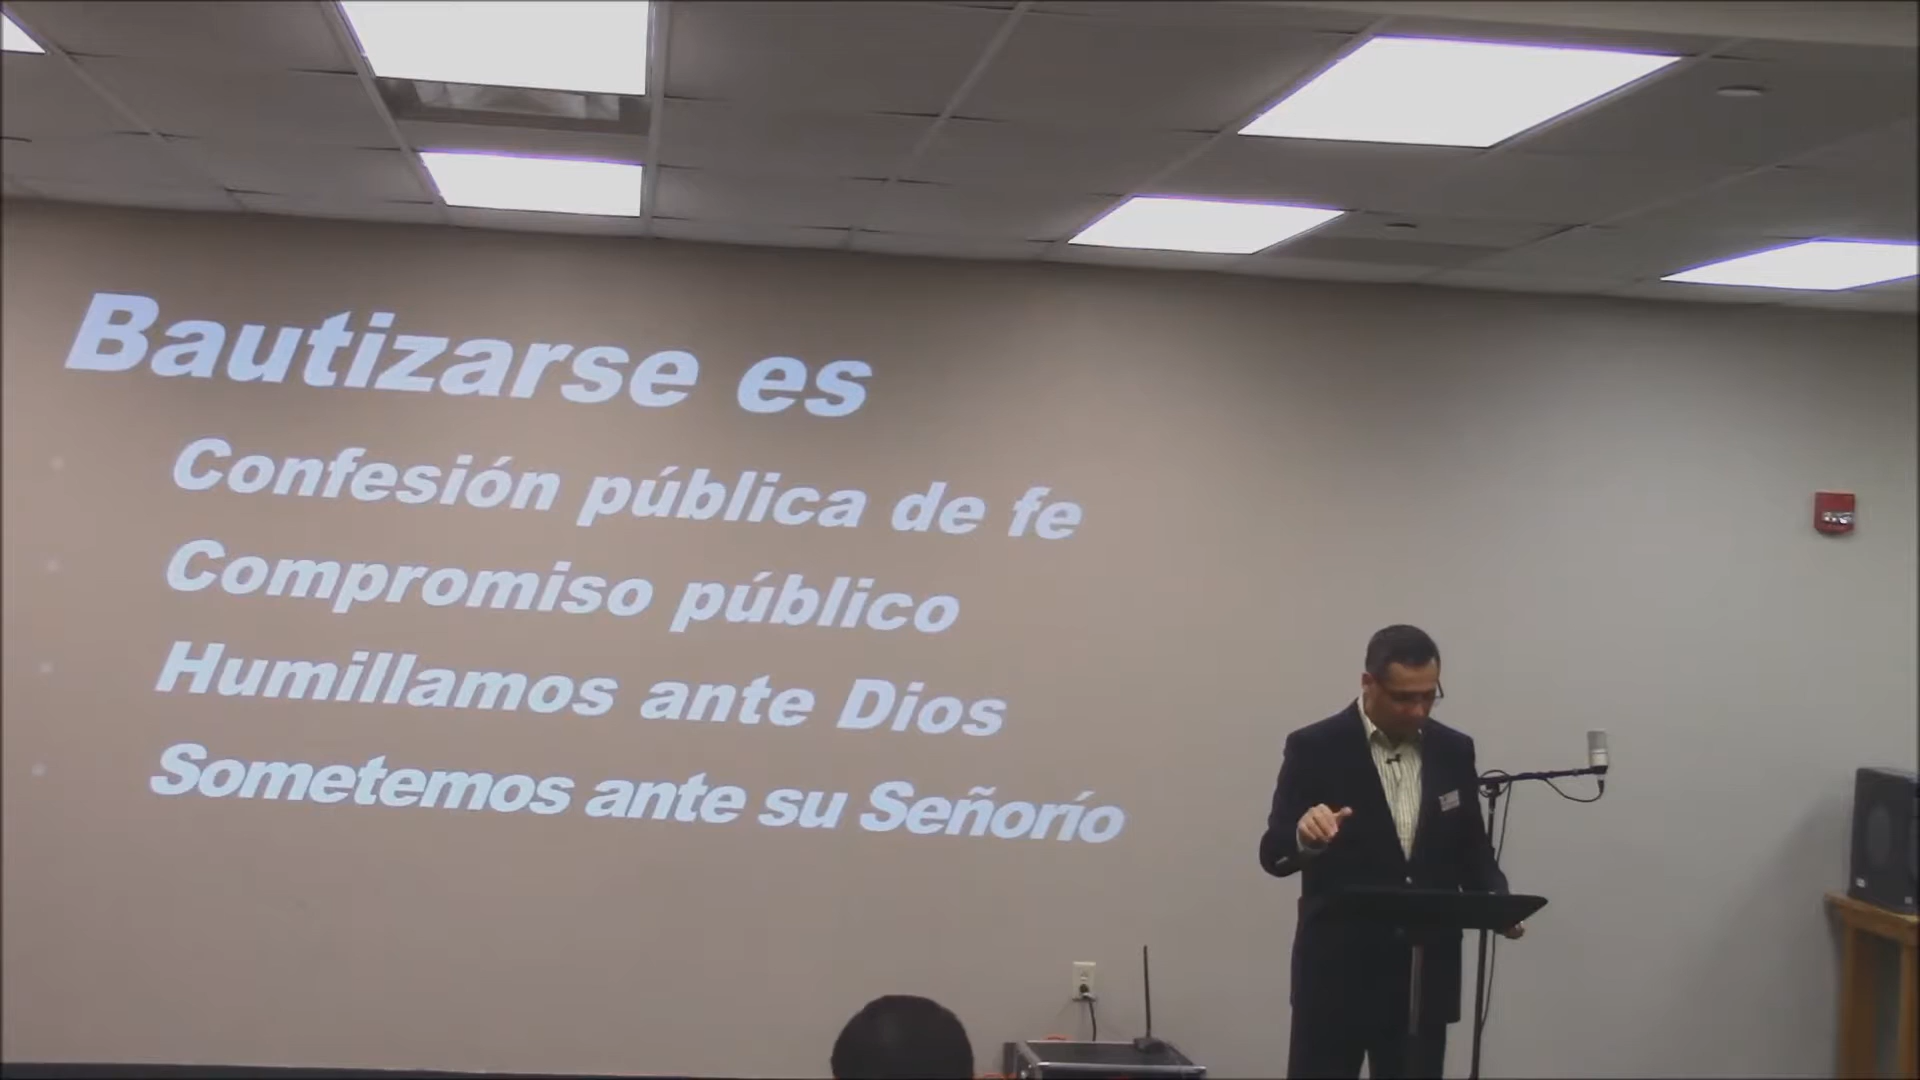 Bautizarse es
Confesión pública de fe
Compromiso público
Humillamos ante Dios
Sometemos ante su Señorío